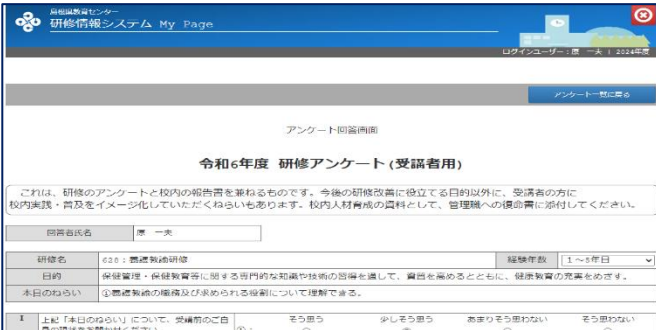 島根県教育センター
研修情報システム My Page
ログインユーザー：原 一夫 | 2024年度
アンケート一覧に戻る
アンケート回答画面
令和6年度 研修アンケート(受講者用)
これは、研修のアンケートと校内の報告書を兼ねるものです。今後の研修改善に役立てる目的以外に、受講者の方に
校内実践・普及をイメージ化していただくねらいもあります。校内人材育成の資料として、管理職への復命書に添付してください。
回答者氏名 原 一夫
研修名 628：養護教諭研修 経験年数 1～5年目
目的 保健管理・保健教育等に関する専門的な知識や技術の習得を通して、資質を高めるとともに、健康教育の充実をめざす。
本日のねらい ①養護教諭の職務及び求められる役割について理解できる。
I 上記「本日のねらい」について、受講前のご自 そう思う 少しそう思う あまりそう思わない そう思わない